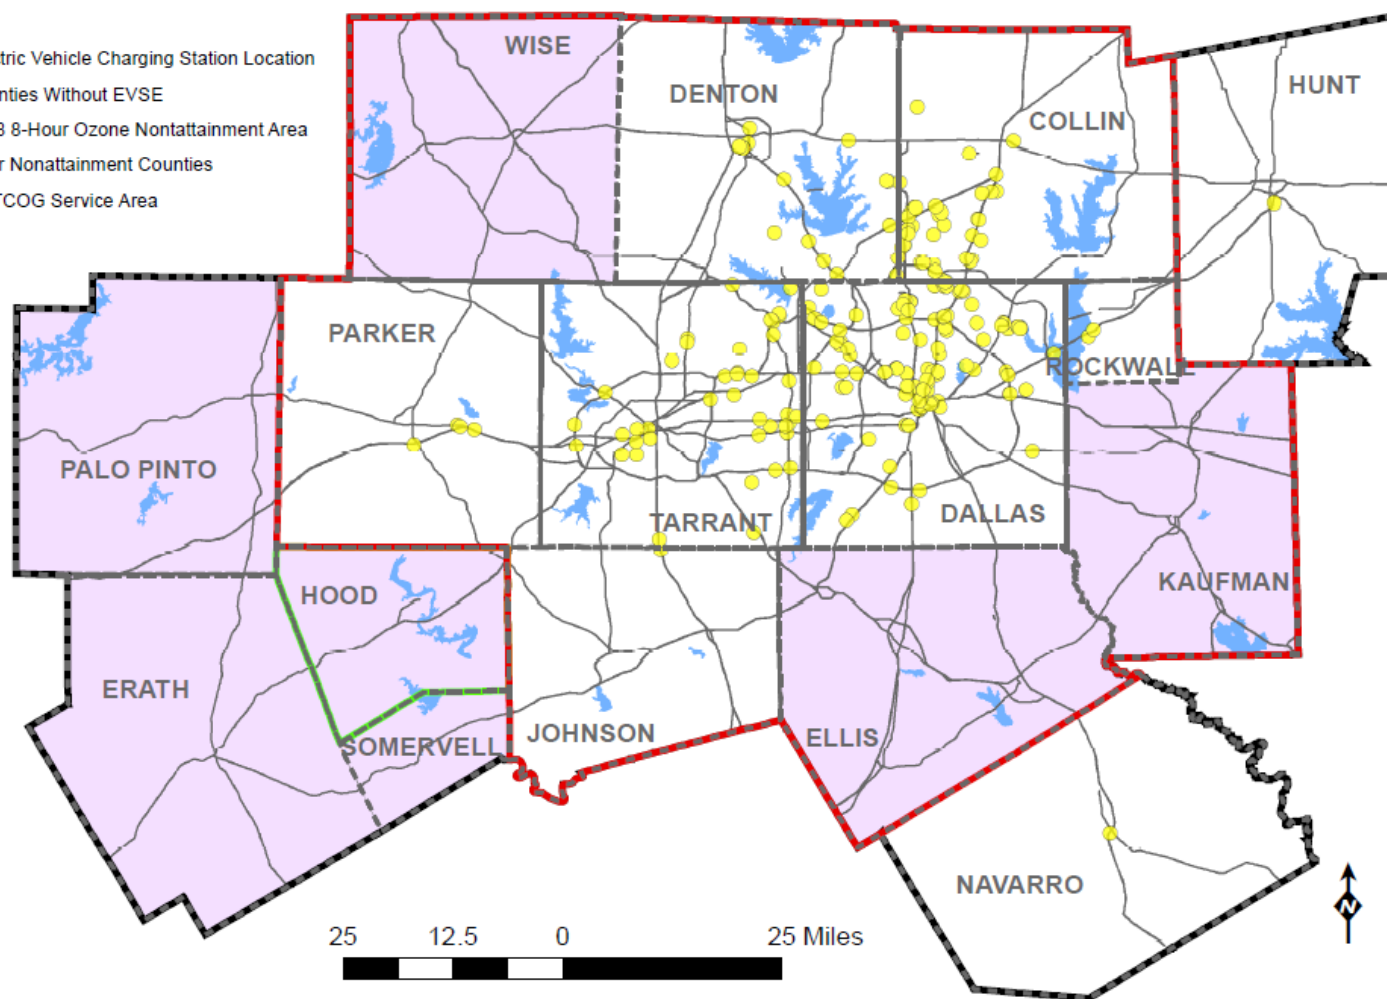 tric Vehicle Charging Station Location
nties Without EVSE
8 8-Hour Ozone Nontattainment Area
r Nonattainment Counties
TCOG Service Area
WISE
DENTON
COLLIN
HUNT
PARKER
ROCKWALL
PALO PINTO
TARRANT
DALLAS
HOOD
KAUFMAN
ERATH
SOMERVELL
JOHNSON
ELLIS
NAVARRO
25 12.5 0 25 Miles
N